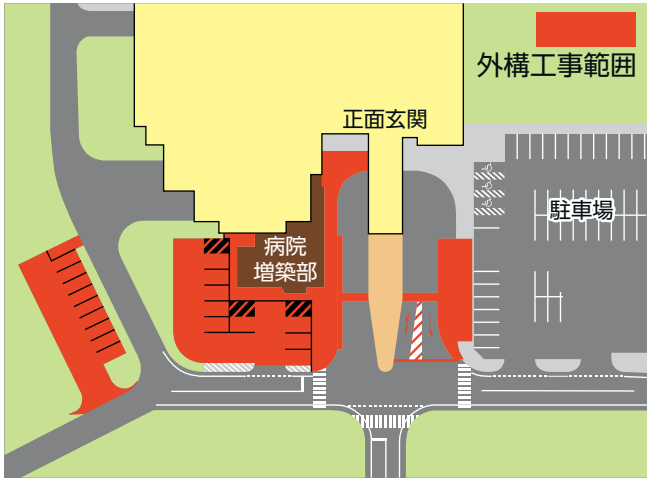 外構工事範囲
正面玄関
駐車場
病院
増築部